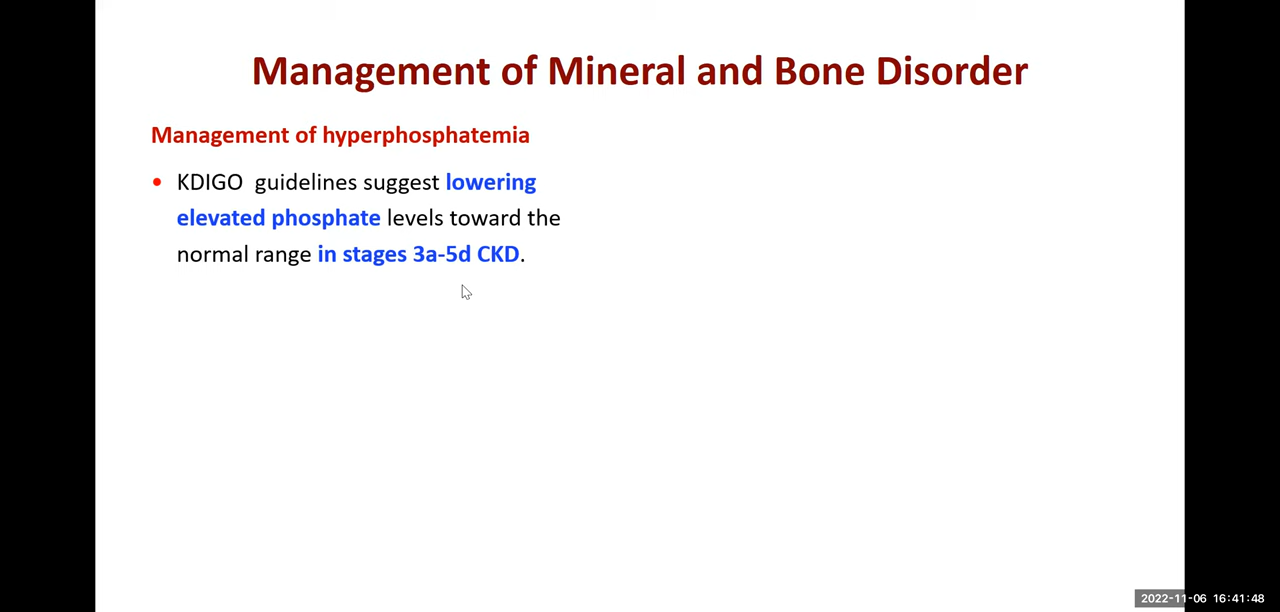 Management of Mineral and Bone Disorder
Management of hyperphosphatemia
• KDIGO  guidelines suggest lowering
elevated phosphate levels toward the
normal range in stages 3a-5d CKD.
2022-11-06 16:41:48